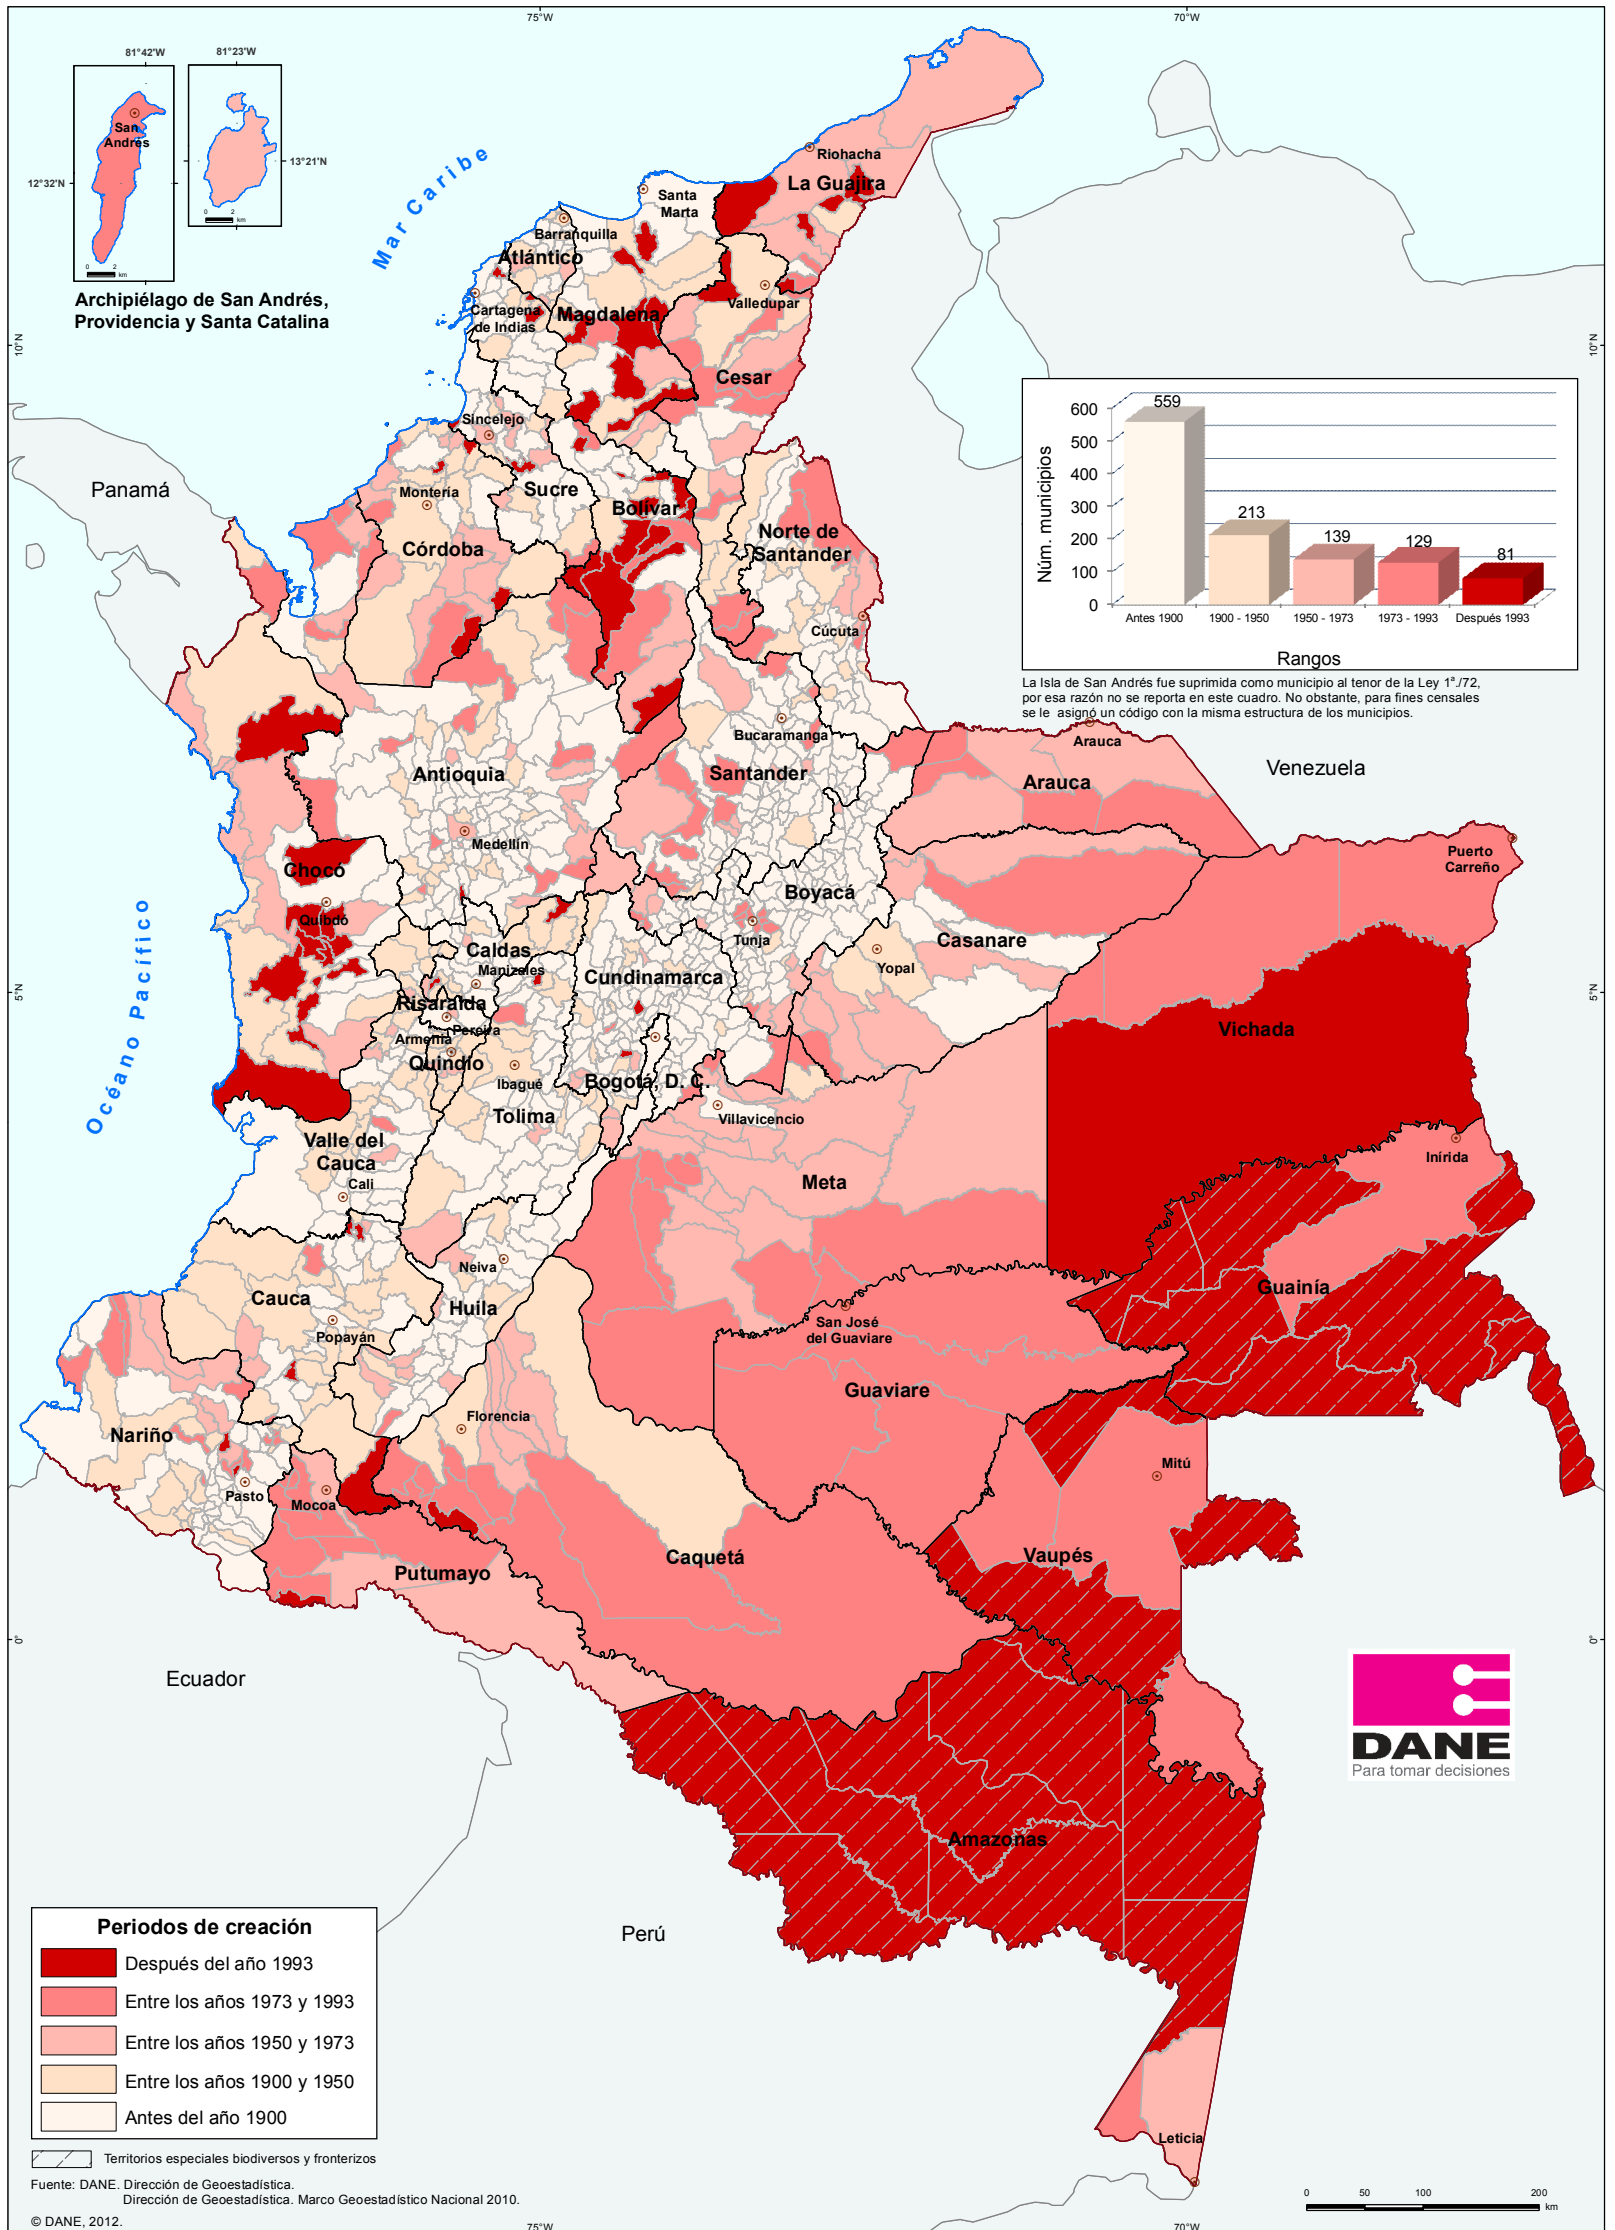 75°W
70°W
81°42'W
81°23'W
San
Andrés
13°21'N
12°32'N
0 2
km
0 2
km
Archipiélago de San Andrés,
Providencia y Santa Catalina
Mar Caribe
Riohacha
La Guajira
Santa
Marta
Barranquilla
Atlántico
Cartagena
de Indias
Magdalena
Valledupar
10°N
10°N
Cesar
Sincelejo
Panamá
Montería
Sucre
Bolívar
Córdoba
Norte de
Santander
Cúcuta
Núm. municipios
600
500
400
300
200
100
0
559
213
139
129
81
Antes 1900
1900 - 1950
1950 - 1973
1973 - 1993
Después 1993
Rangos
La Isla de San Andrés fue suprimida como municipio al tenor de la Ley 1ª./72,
por esa razón no se reporta en este cuadro. No obstante, para fines censales
se le asignó un código con la misma estructura de los municipios.
Bucaramanga
Arauca
Venezuela
Antioquia
Santander
Arauca
Medellín
Puerto
Carreño
Chocó
Boyacá
Quibdó
Tunja
Casanare
Caldas
Manizales
Cundinamarca
Yopal
Océano Pacífico
5°N
5°N
Risaralda
Pereira
Armenia
Quindío
Ibagué
Bogotá, D. C.
Vichada
Tolima
Villavicencio
Valle del
Cauca
Cali
Meta
Inírida
Neiva
Cauca
Huila
Guainía
Popayán
San José
del Guaviare
Guaviare
Nariño
Florencia
Mitú
Pasto
Mocoa
Caquetá
Vaupés
Putumayo
0°
0°
Ecuador
DANE
Para tomar decisiones
Amazonas
Perú
Periodos de creación
Después del año 1993
Entre los años 1973 y 1993
Entre los años 1950 y 1973
Entre los años 1900 y 1950
Antes del año 1900
Territorios especiales biodiversos y fronterizos
Leticia
Fuente: DANE. Dirección de Geoestadística.
Dirección de Geoestadística. Marco Geoestadístico Nacional 2010.
© DANE, 2012.
0 50 100 200
km
75°W
70°W